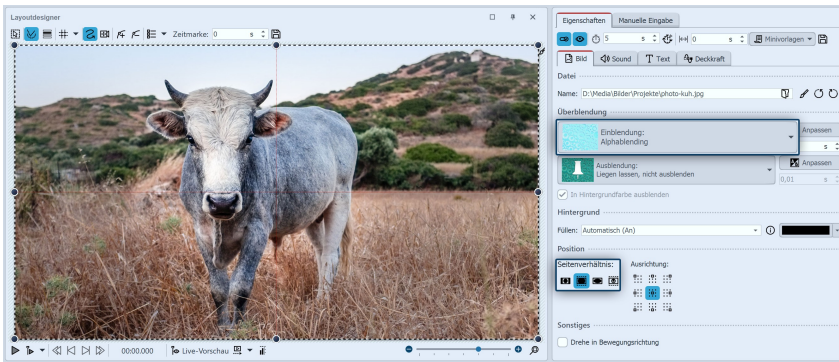 Layoutdesigner
Zeitmarke: 0 s
00:00.000 Live-Vorschau
Eigenschaften Manuelle Eingabe
5 s 0 s Minivorlagen
Bild Sound Text Deckkraft
Datei
Name: D:\Media\Bilder\Projekte\photo-kuh.jpg
Überblendung
Einblendung:
Alphablending
Anpassen
s
Ausblendung:
Liegen lassen, nicht ausblenden
Anpassen
0,01 s
In Hintergrundfarbe ausblenden
Hintergrund
Füllen: Automatisch (An)
Position
Seitenverhältnis: Ausrichtung:
Sonstiges
Drehe in Bewegungsrichtung